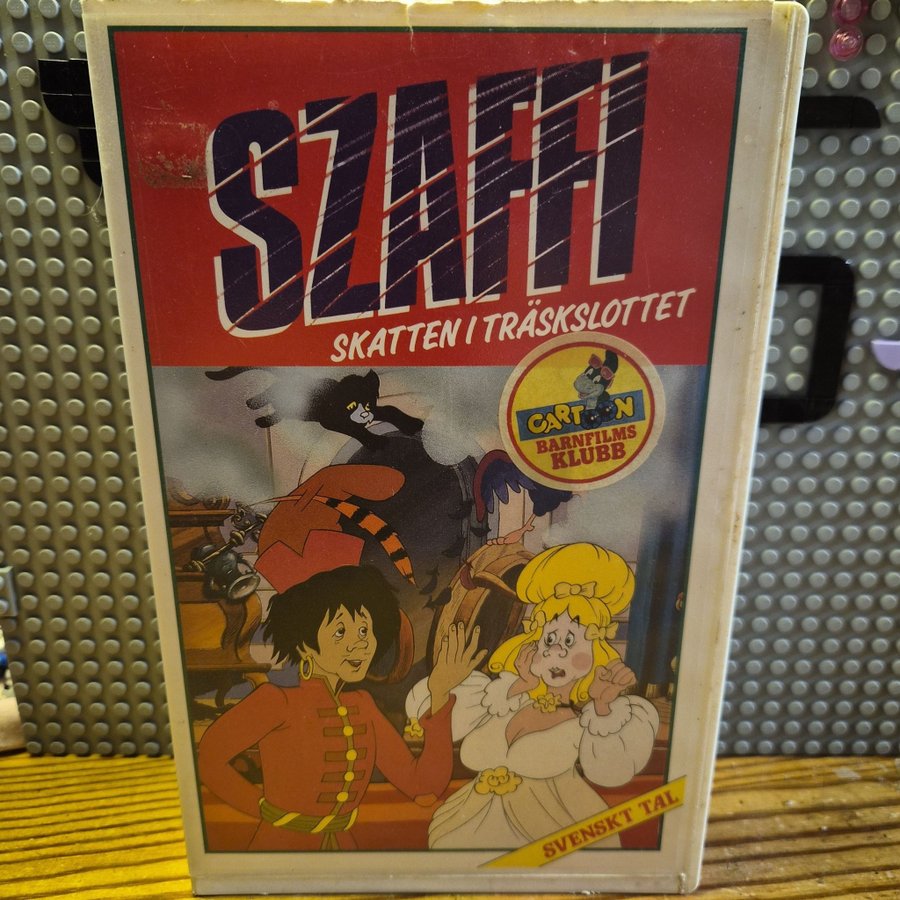 SZAFFI
SKATTEN I TRÄSKSLOTTET
CARTOON
BARNFILMS
KLUBB
SVENSKT TAL